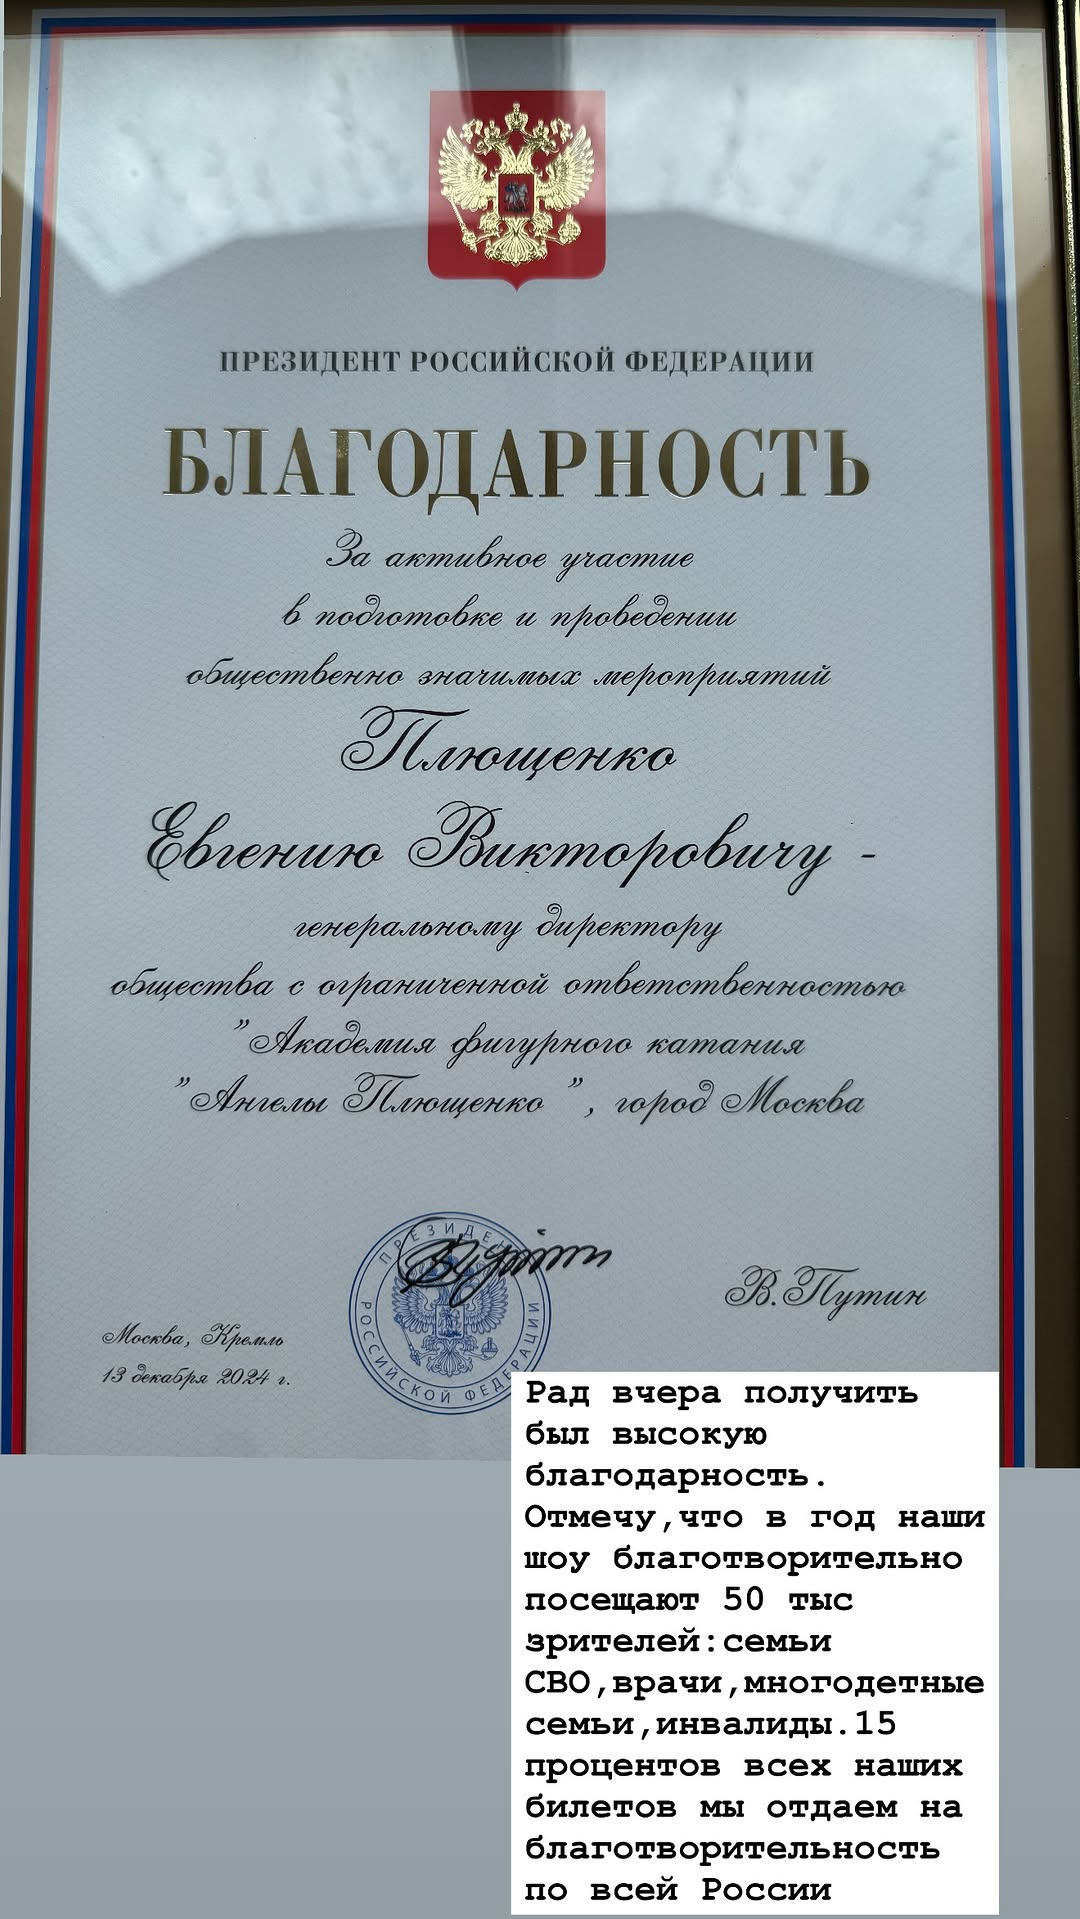 ПРЕЗИДЕНТ РОССИЙСКОЙ ФЕДЕРАЦИИ
БЛАГОДАРНОСТЬ
За активное участие
в подготовке и проведении
общественно значимых мероприятий
Плющенко
Евгению Викторовичу -
генеральному директору
общества с ограниченной ответственностью
"Академия фигурного катания
"Ангелы Плющенко", город Москва
ПРЕЗИДЕН
РОССИЙСКОЙ ФЕДЕРАЦИИ
В.Путин
Москва, Кремль
13 декабря 2024 г.
Рад вчера получить
был высокую
благодарность.
Отмечу,что в год наши
шоу благотворительно
посещают 50 тыс
зрителей:семьи
СВО,врачи,многодетные
семьи,инвалиды.15
процентов всех наших
билетов мы отдаем на
благотворительность
по всей России